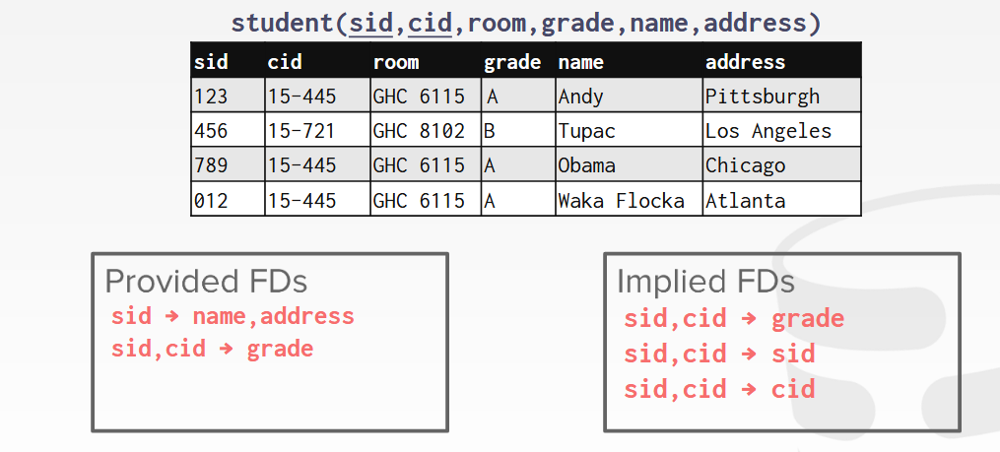 student(sid,cid,room,grade,name,address)
sid cid room grade name address
123 15-445 GHC 6115 A Andy Pittsburgh
456 15-721 GHC 8102 B Tupac Los Angeles
789 15-445 GHC 6115 A Obama Chicago
012 15-445 GHC 6115 A Waka Flocka Atlanta
Provided FDs
sid → name,address
sid,cid → grade
Implied FDs
sid,cid → grade
sid,cid → sid
sid,cid → cid